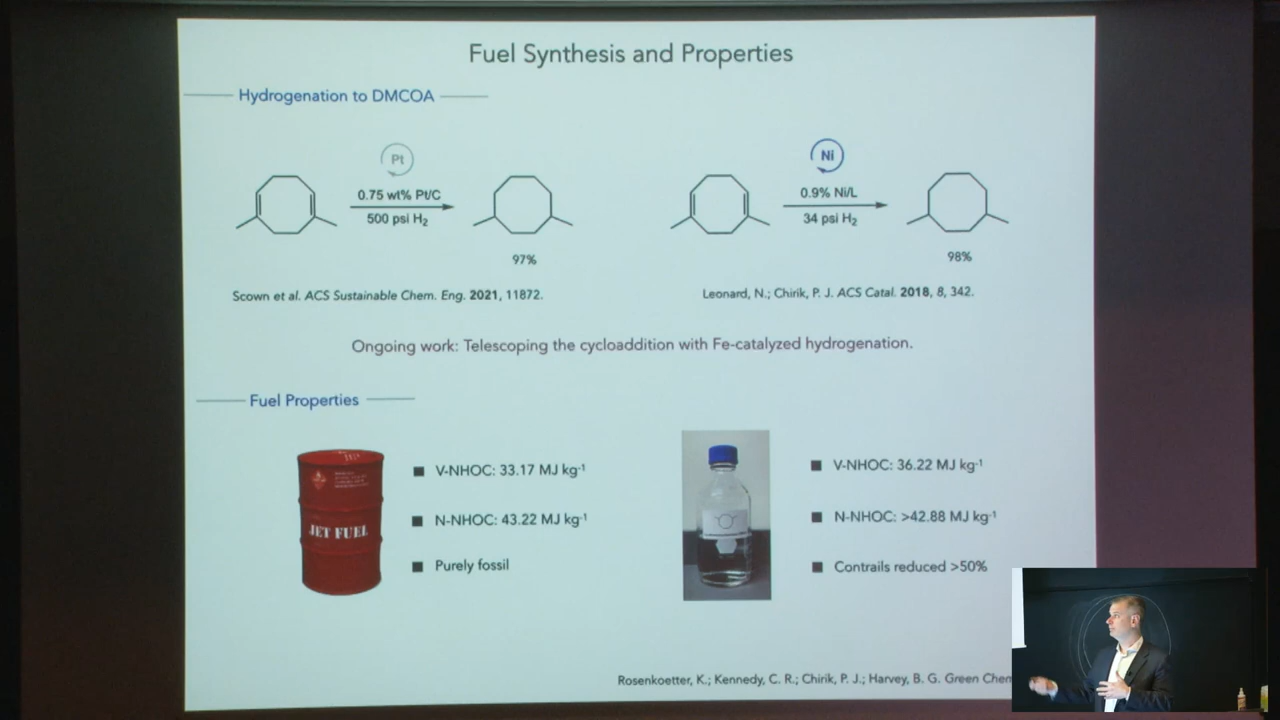 Fuel Synthesis and Properties
Hydrogenation to DMCOA
Pt
0.75 wt% Pt/C
500 psi H2
97%
Scown et al. ACS Sustainable Chem. Eng. 2021, 11872.
Ni
0.9% Ni/L
34 psi H2
98%
Leonard, N.; Chirik, P. J. ACS Catal. 2018, 8, 342.
Ongoing work: Telescoping the cycloaddition with Fe-catalyzed hydrogenation.
Fuel Properties
JET FUEL
V-NHOC: 33.17 MJ kg-1
N-NHOC: 43.22 MJ kg-1
Purely fossil
V-NHOC: 36.22 MJ kg-1
N-NHOC: >42.88 MJ kg-1
Contrails reduced >50%
Rosenkoetter, K.; Kennedy, C. R.; Chirik, P. J.; Harvey, B. G. Green Chem